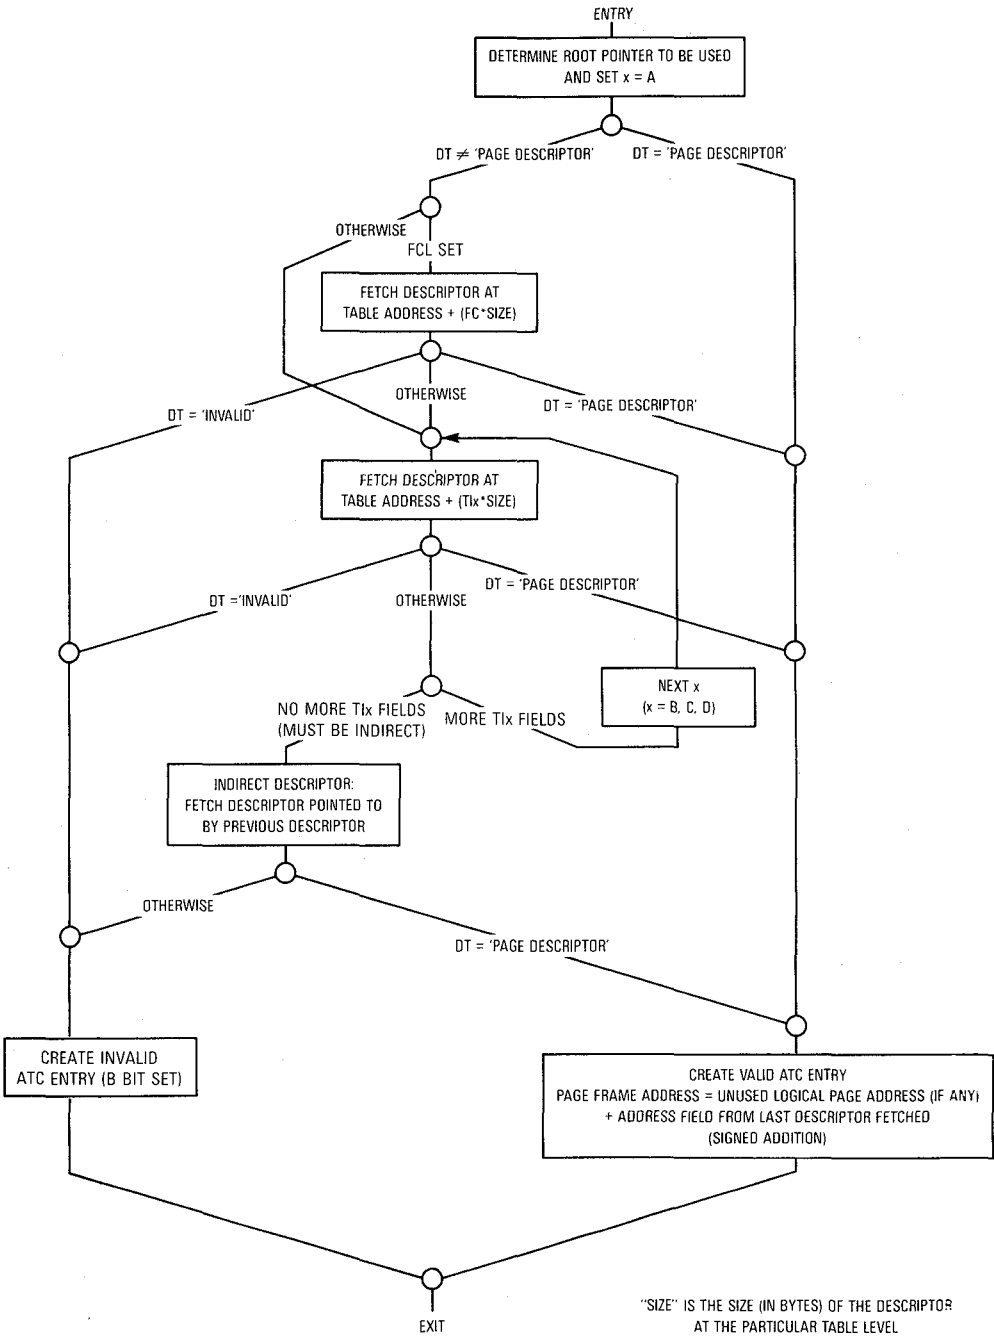 ENTRY
DETERMINE ROOT POINTER TO BE USED
AND SET x = A
DT ≠ 'PAGE DESCRIPTOR'
DT = 'PAGE DESCRIPTOR'
OTHERWISE
FCL SET
FETCH DESCRIPTOR AT
TABLE ADDRESS + (FC*SIZE)
OTHERWISE
DT = 'INVALID'
DT = 'PAGE DESCRIPTOR'
FETCH DESCRIPTOR AT
TABLE ADDRESS + (TIx*SIZE)
DT = 'INVALID'
OTHERWISE
DT = 'PAGE DESCRIPTOR'
NEXT x
(x = B, C, D)
NO MORE TIx FIELDS
(MUST BE INDIRECT)
MORE TIx FIELDS
INDIRECT DESCRIPTOR:
FETCH DESCRIPTOR POINTED TO
BY PREVIOUS DESCRIPTOR
OTHERWISE
DT = 'PAGE DESCRIPTOR'
CREATE INVALID
ATC ENTRY (B BIT SET)
CREATE VALID ATC ENTRY
PAGE FRAME ADDRESS = UNUSED LOGICAL PAGE ADDRESS (IF ANY)
+ ADDRESS FIELD FROM LAST DESCRIPTOR FETCHED
(SIGNED ADDITION)
EXIT
"SIZE" IS THE SIZE (IN BYTES) OF THE DESCRIPTOR
AT THE PARTICULAR TABLE LEVEL